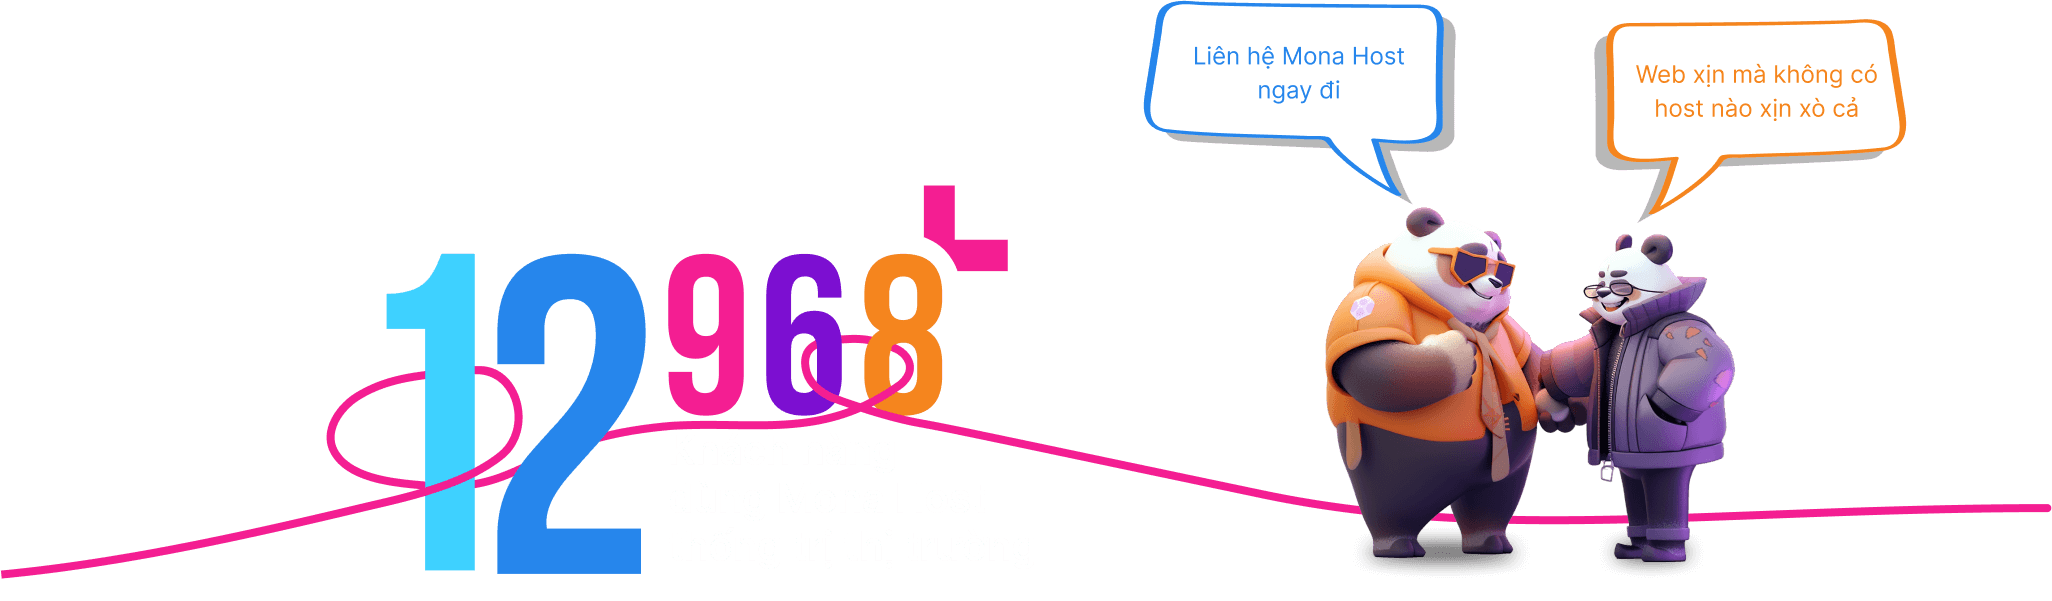 Liên hệ Mona Host
ngay đi
Web xịn mà không có
host nào xịn xò cả
12968+